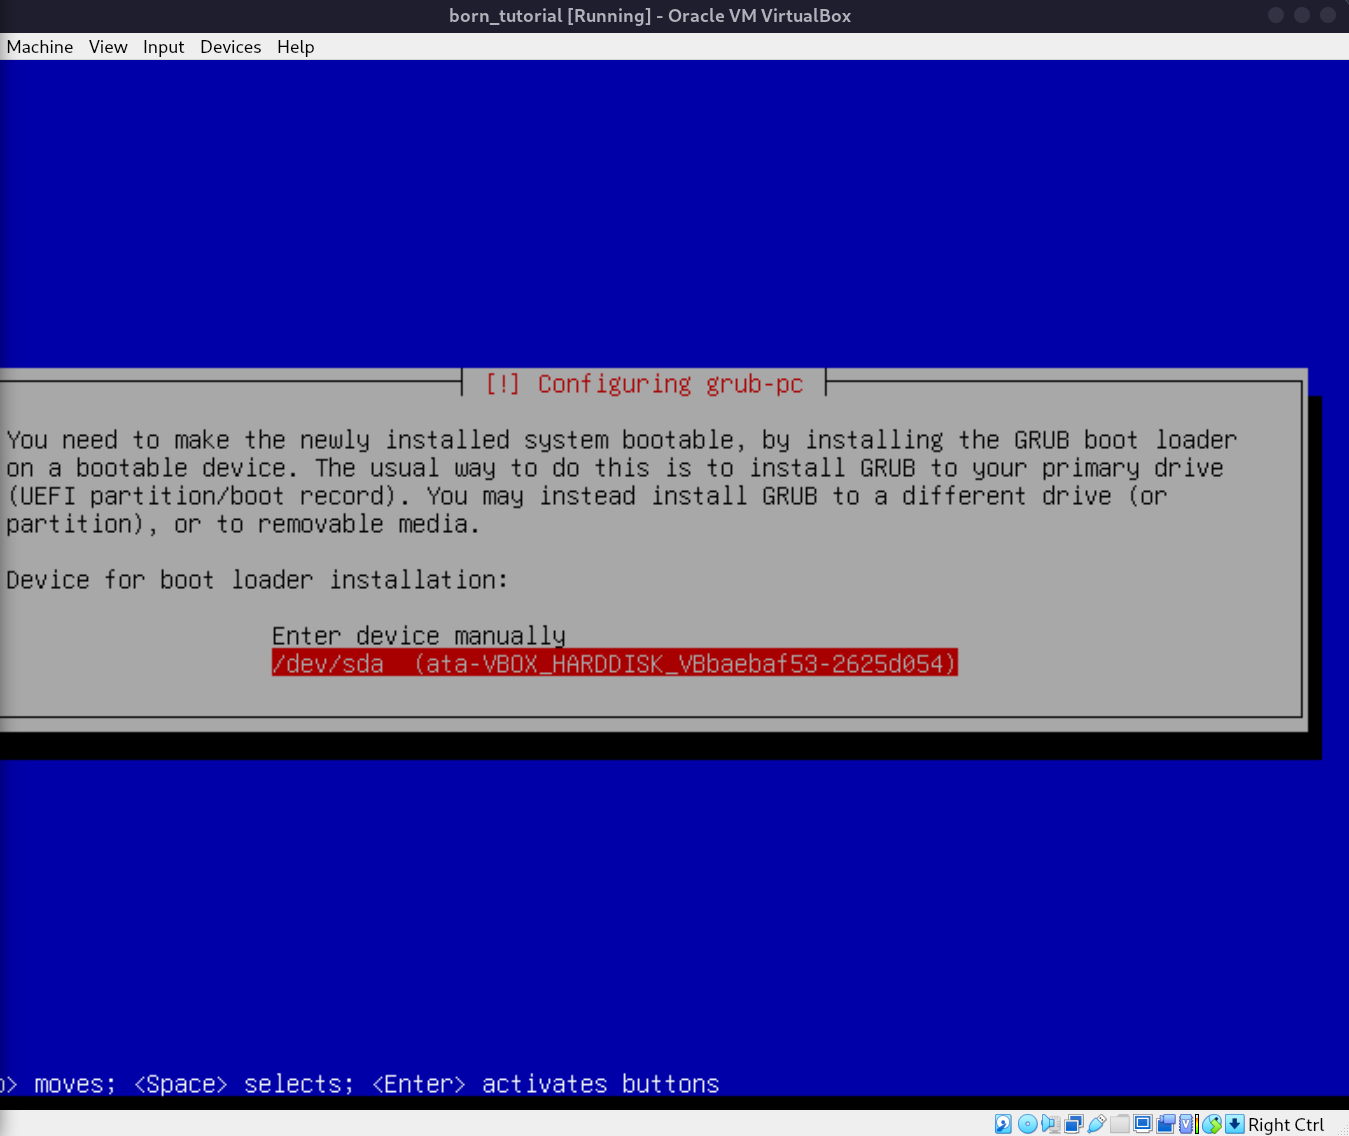 born_tutorial [Running] - Oracle VM VirtualBox
Machine View Input Devices Help
[!] Configuring grub-pc
You need to make the newly installed system bootable, by installing the GRUB boot loader
on a bootable device. The usual way to do this is to install GRUB to your primary drive
(UEFI partition/boot record). You may instead install GRUB to a different drive (or
partition), or to removable media.
Device for boot loader installation:
Enter device manually
/dev/sda (ata-VBOX_HARDDISK_VBbaebaf53-2625d054)
> moves; <Space> selects; <Enter> activates buttons
Right Ctrl